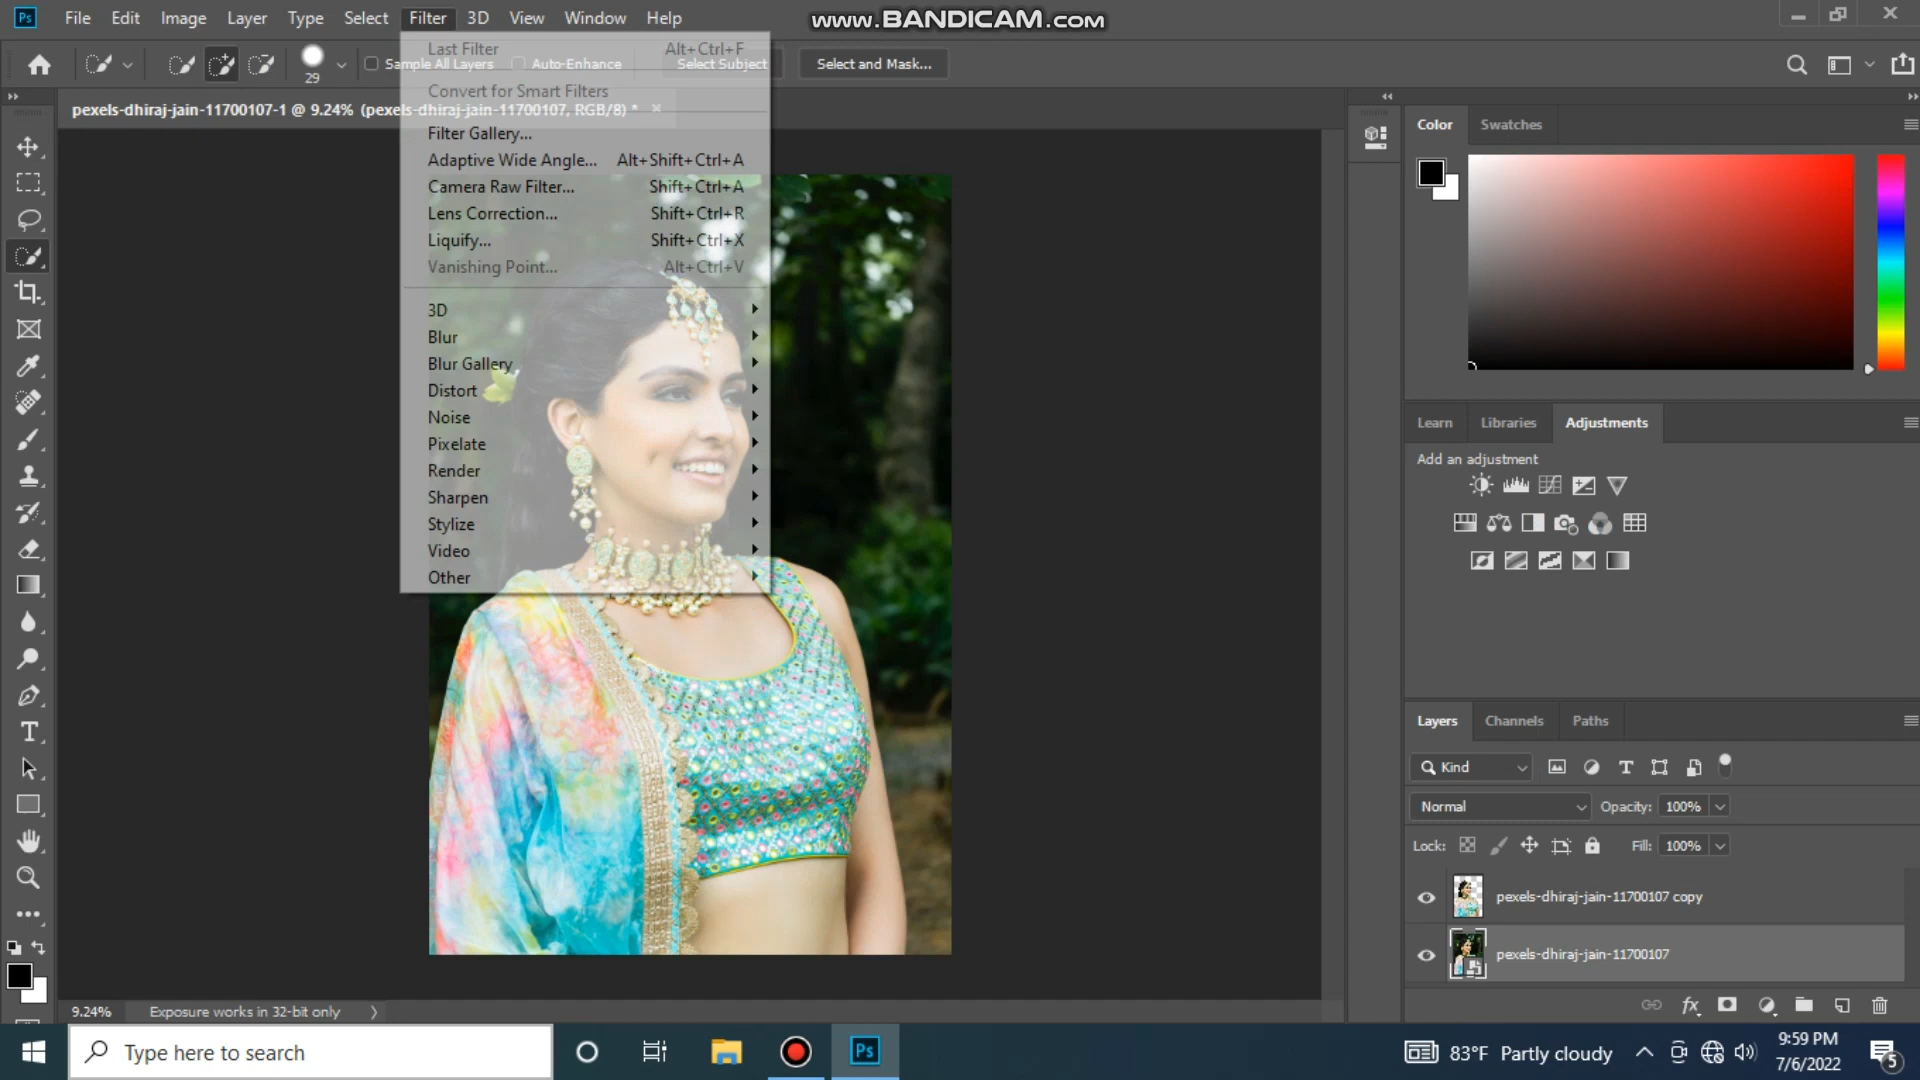 Ps File Edit Image Layer Type Select Filter 3D View Window Help
www.BANDICAM.com
29 Sample All Layers Auto-Enhance Select Subject Select and Mask...
pexels-dhiraj-jain-11700107-1 @ 9.24% (pexels-dhiraj-jain-11700107, RGB/8) *
Last Filter Alt+Ctrl+F
Convert for Smart Filters
Filter Gallery...
Adaptive Wide Angle... Alt+Shift+Ctrl+A
Camera Raw Filter... Shift+Ctrl+A
Lens Correction... Shift+Ctrl+R
Liquify... Shift+Ctrl+X
Vanishing Point... Alt+Ctrl+V
3D
Blur
Blur Gallery
Distort
Noise
Pixelate
Render
Sharpen
Stylize
Video
Other
Color Swatches
Learn Libraries Adjustments
Add an adjustment
Layers Channels Paths
Kind
Normal Opacity: 100%
Lock: Fill: 100%
pexels-dhiraj-jain-11700107 copy
pexels-dhiraj-jain-11700107
fx
9.24% Exposure works in 32-bit only
Type here to search
Ps
83°F Partly cloudy
9:59 PM
7/6/2022
5